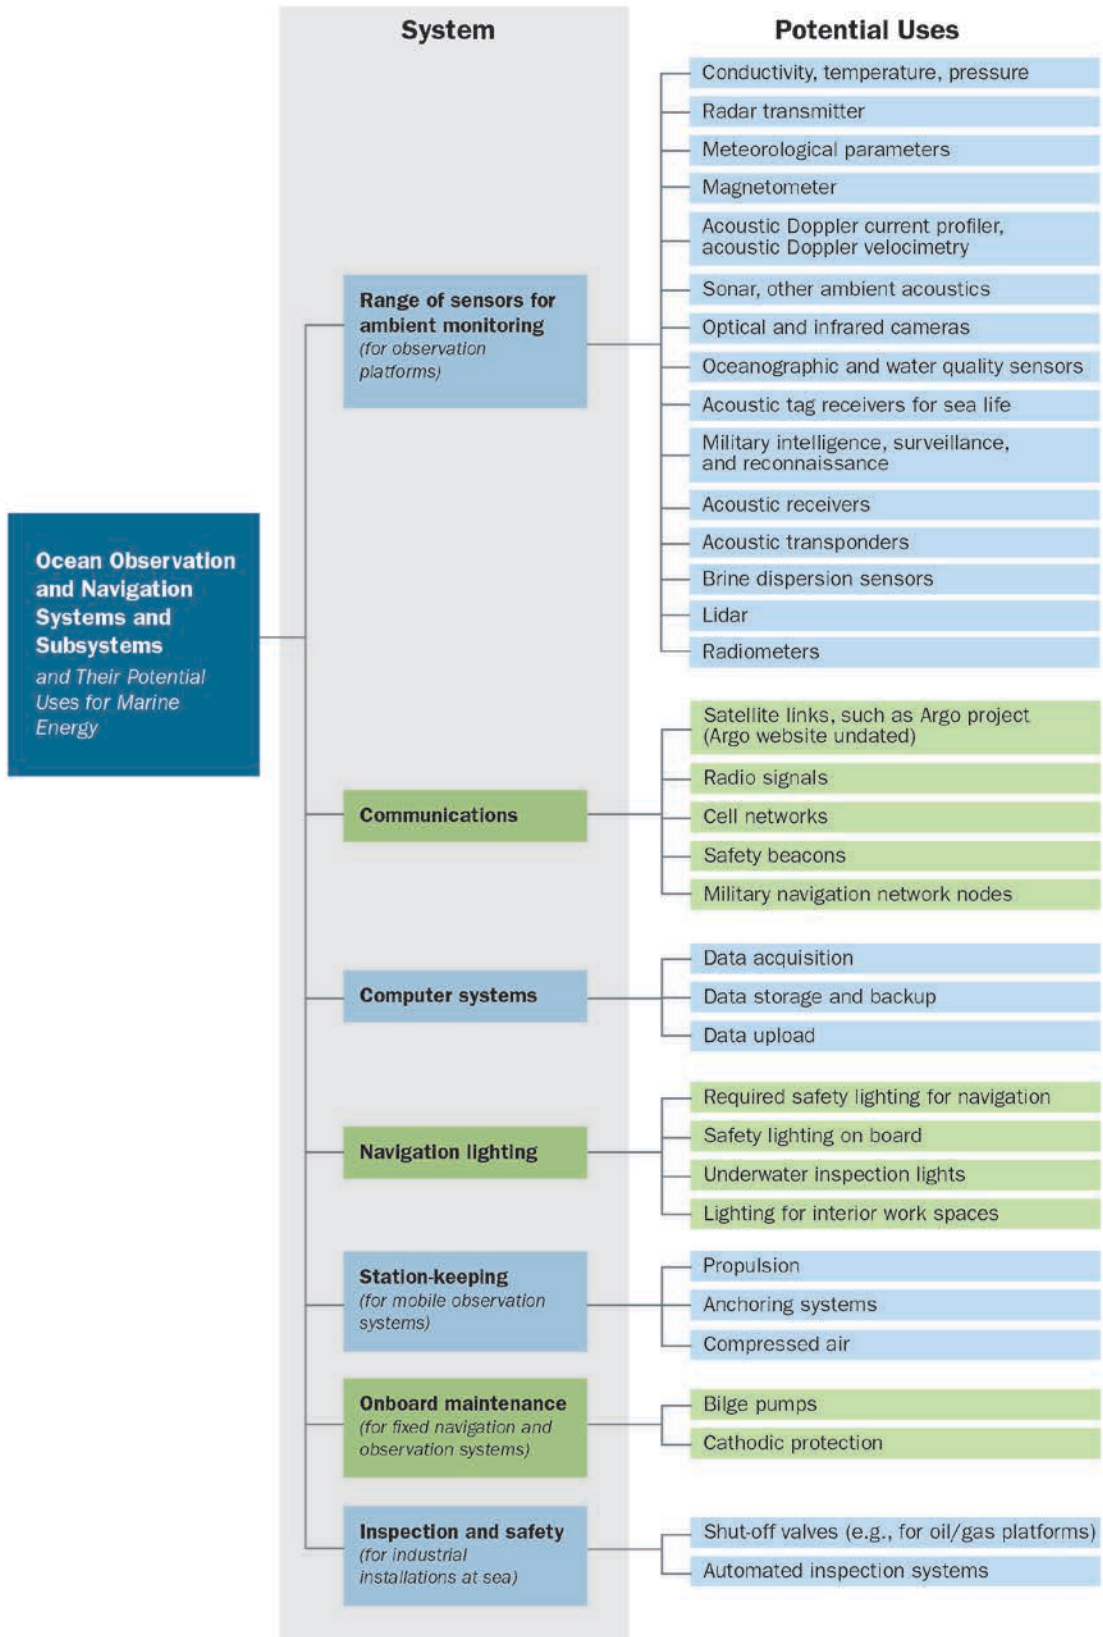 System
Potential Uses
Ocean Observation
and Navigation
Systems and
Subsystems
and Their Potential
Uses for Marine
Energy
Range of sensors for
ambient monitoring
(for observation
platforms)
Conductivity, temperature, pressure
Radar transmitter
Meteorological parameters
Magnetometer
Acoustic Doppler current profiler,
acoustic Doppler velocimetry
Sonar, other ambient acoustics
Optical and infrared cameras
Oceanographic and water quality sensors
Acoustic tag receivers for sea life
Military intelligence, surveillance,
and reconnaissance
Acoustic receivers
Acoustic transponders
Brine dispersion sensors
Lidar
Radiometers
Communications
Satellite links, such as Argo project
(Argo website undated)
Radio signals
Cell networks
Safety beacons
Military navigation network nodes
Computer systems
Data acquisition
Data storage and backup
Data upload
Navigation lighting
Required safety lighting for navigation
Safety lighting on board
Underwater inspection lights
Lighting for interior work spaces
Station-keeping
(for mobile observation
systems)
Propulsion
Anchoring systems
Compressed air
Onboard maintenance
(for fixed navigation and
observation systems)
Bilge pumps
Cathodic protection
Inspection and safety
(for industrial
installations at sea)
Shut-off valves (e.g., for oil/gas platforms)
Automated inspection systems